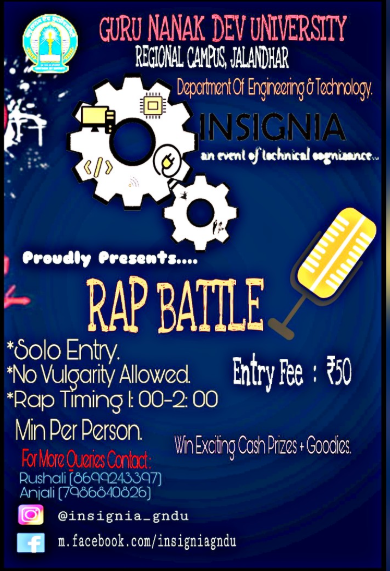 GURU NANAK DEV UNIVERSITY
REGIONAL CAMPUS, JALANDHAR
Department Of Engineering & Technology.
INSIGNIA
an event of technical cognizance...
</>
Proudly Presents....
RAP BATTLE
*Solo Entry.
*No Vulgarity Allowed.
*Rap Timing 1: 00-2: 00
Min Per Person.
Entry Fee : ₹50
Win Exciting Cash Prizes + Goodies.
For More Queries Contact :
Rushali (8699243397)
Anjali (7986840826)
@insignia_gndu
m.facebook.com/insigniagndu